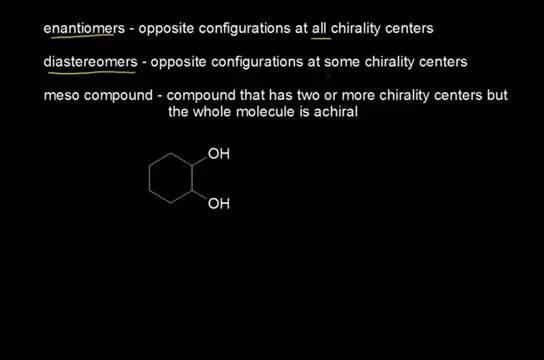 enantiomers - opposite configurations at all chirality centers
diastereomers - opposite configurations at some chirality centers
meso compound - compound that has two or more chirality centers but
the whole molecule is achiral
OH
OH